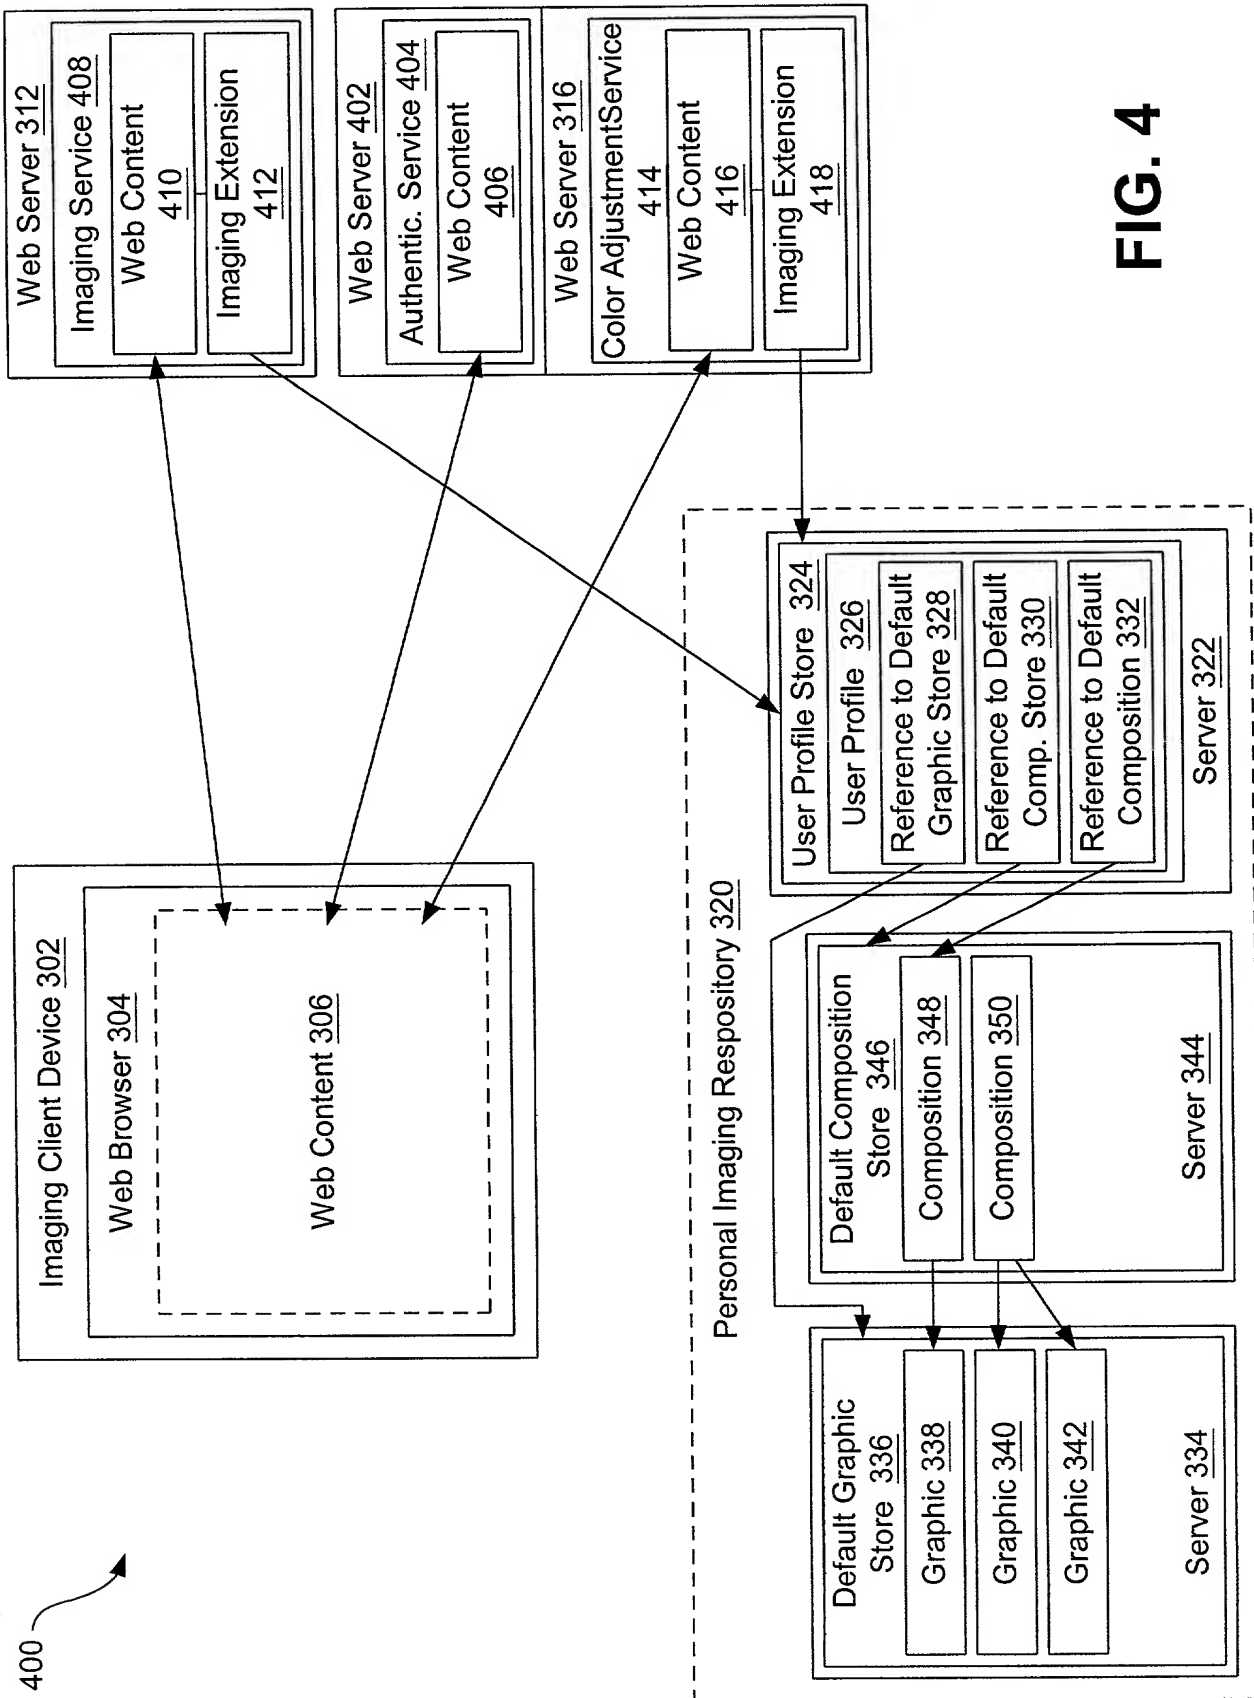 400
Imaging Client Device 302
Web Browser 304
Web Content 306
Web Server 312
Imaging Service 408
Web Content
410
Imaging Extension
412
Web Server 402
Authentic. Service 404
Web Content
406
Web Server 316
Color AdjustmentService
414
Web Content
416
Imaging Extension
418
Personal Imaging Respository 320
Default Graphic
Store 336
Graphic 338
Graphic 340
Graphic 342
Server 334
Default Composition
Store 346
Composition 348
Composition 350
Server 344
User Profile Store 324
User Profile 326
Reference to Default
Graphic Store 328
Reference to Default
Comp. Store 330
Reference to Default
Composition 332
Server 322
FIG. 4